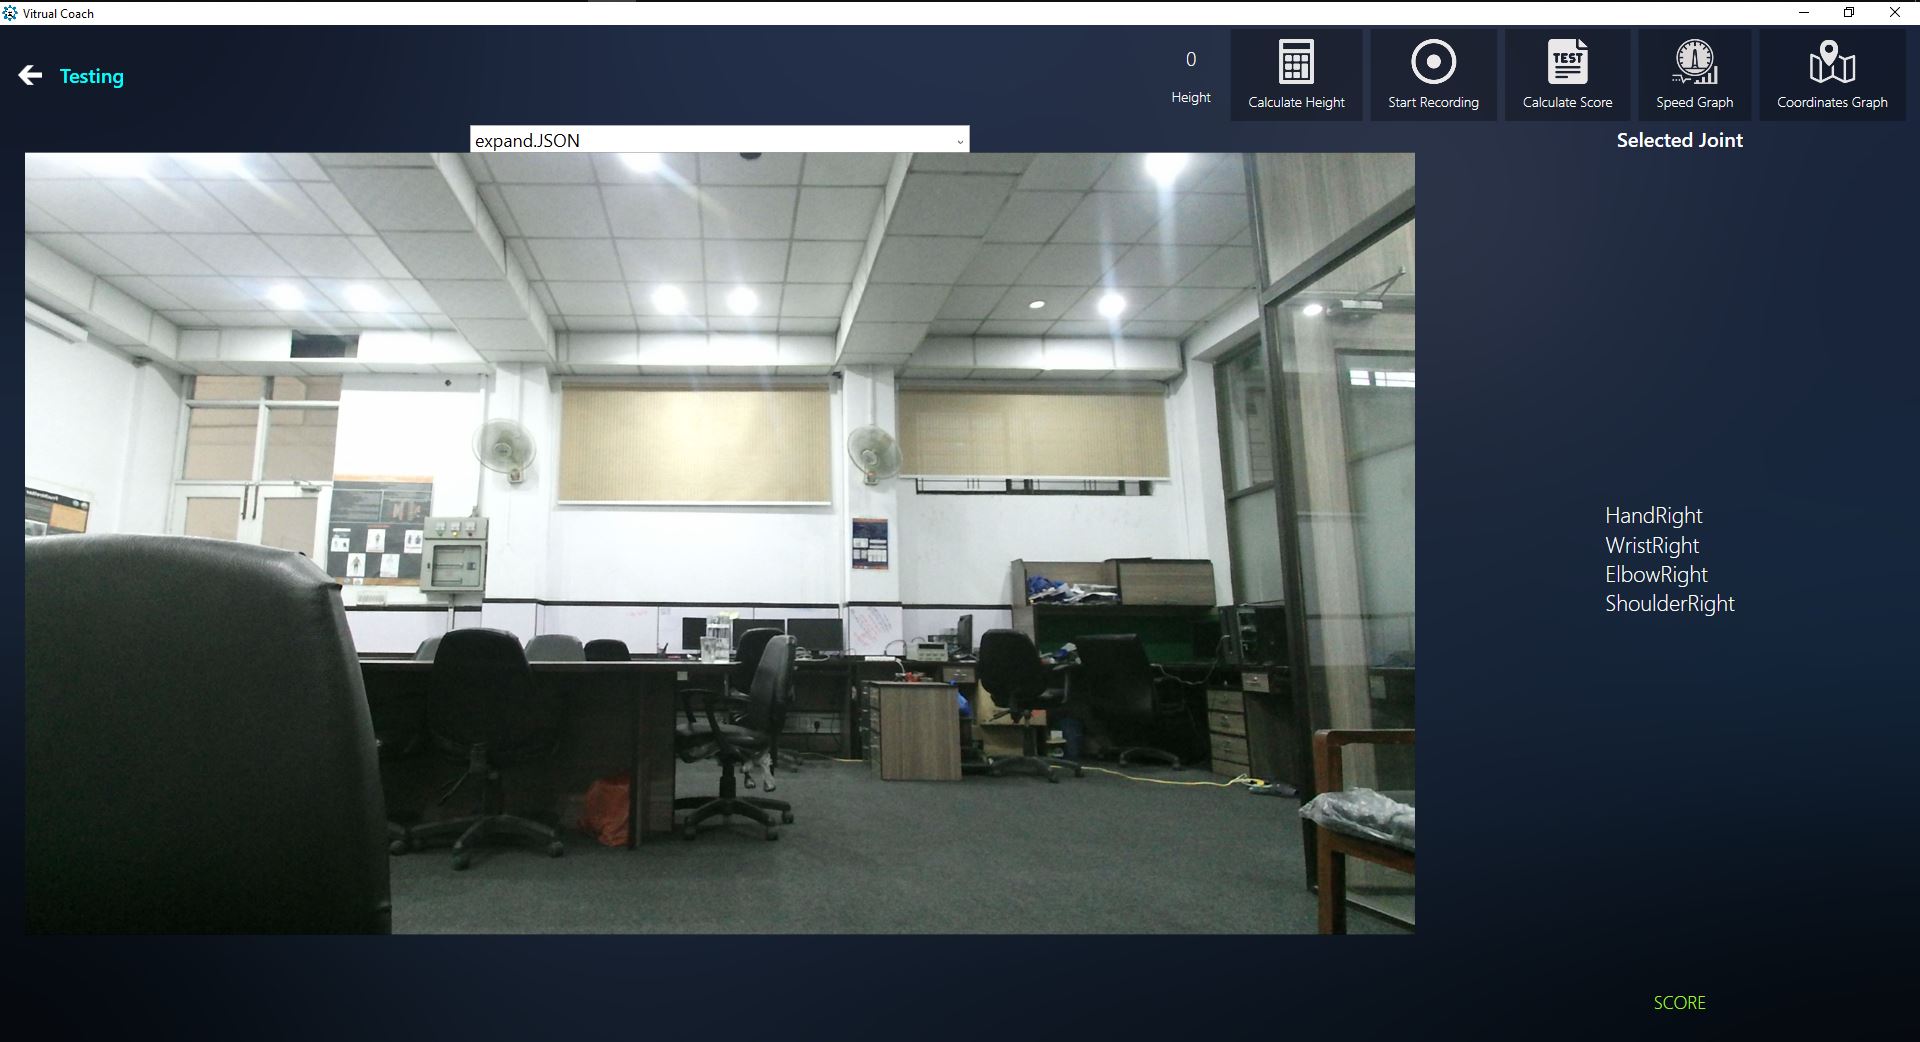 Vitrual Coach
Testing
0
Height
Calculate Height
Start Recording
TEST
Calculate Score
Speed Graph
Coordinates Graph
expand.JSON
Selected Joint
HandRight
WristRight
ElbowRight
ShoulderRight
SCORE